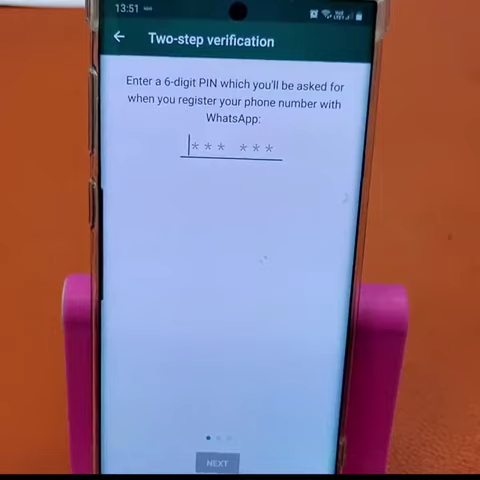 13:51
Two-step verification
Enter a 6-digit PIN which you'll be asked for
when you register your phone number with
WhatsApp:
*** ***
NEXT